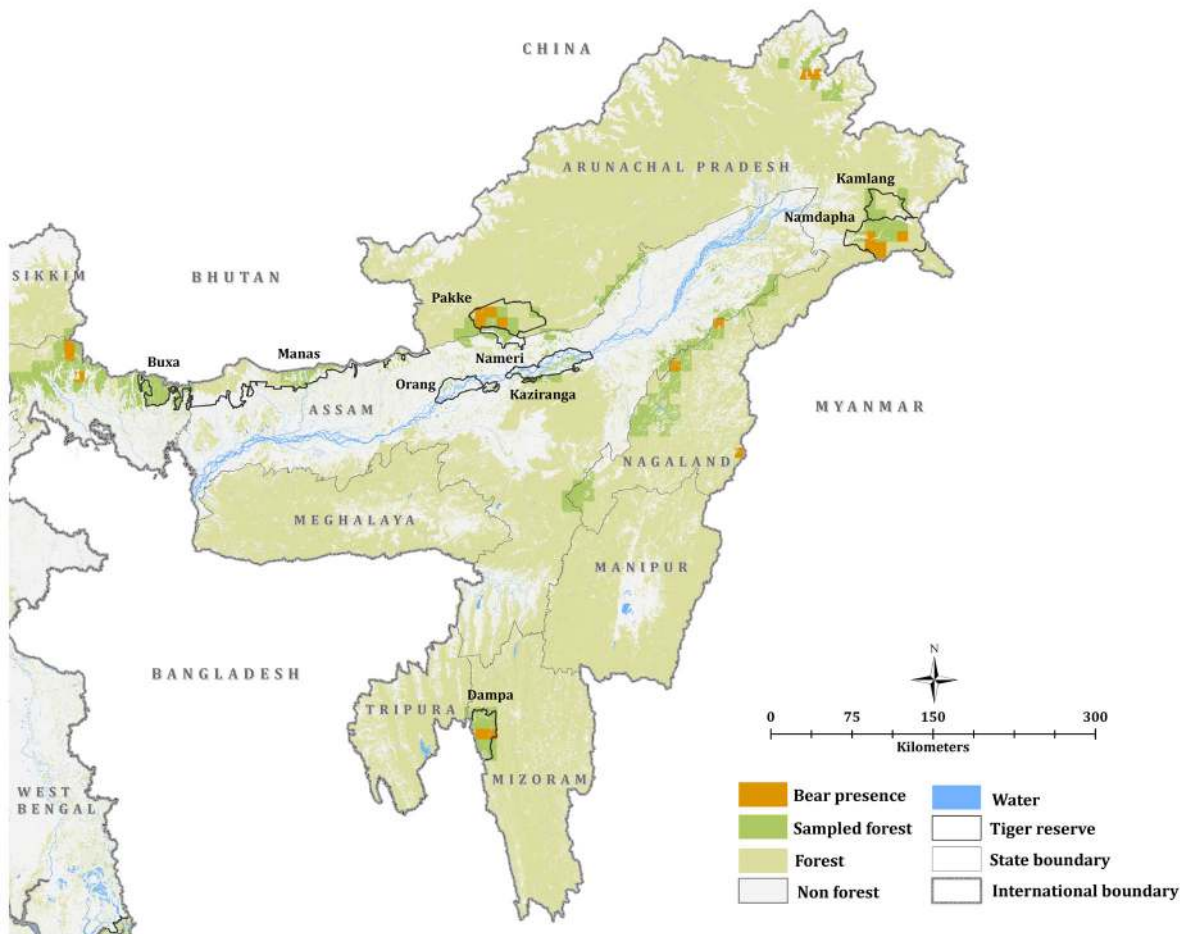 CHINA
ARUNACHAL PRADESH
Kamlang
Namdapha
SIKKIM
BHUTAN
Pakke
Buxa
Manas
Nameri
Orang
Kaziranga
ASSAM
MYANMAR
NAGALAND
MEGHALAYA
MANIPUR
BANGLADESH
N
Dampa
TRIPURA
0 75 150 300
Kilometers
MIZORAM
WEST
BENGAL
Bear presence
Water
Sampled forest
Tiger reserve
Forest
State boundary
Non forest
International boundary